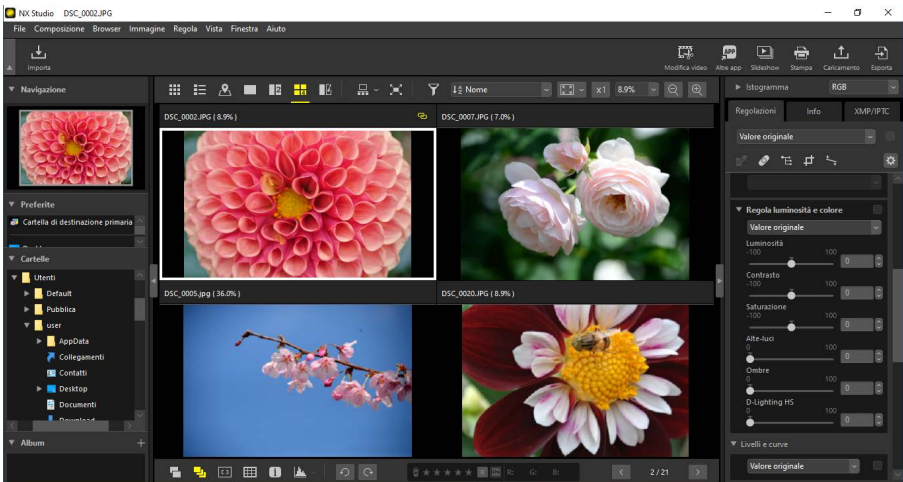 NX Studio DSC_0002.JPG
File Composizione Browser Immagine Regola Vista Finestra Aiuto
Importa
Modifica video Altre app Slideshow Stampa Caricamento Esporta
Navigazione
Nome
x1
8.9%
Istogramma
RGB
DSC_0002.JPG ( 8.9% )
DSC_0007.JPG ( 7.0% )
Regolazioni Info XMP/IPTC
Valore originale
Preferite
Cartella di destinazione primaria
Cartelle
Utenti
Default
Pubblica
user
AppData
Collegamenti
Contatti
Desktop
Documenti
Download
Album
DSC_0005.jpg ( 36.0% )
DSC_0020.JPG ( 8.9% )
Regola luminosità e colore
Valore originale
Luminosità
-100 100 0
Contrasto
-100 100 0
Saturazione
-100 100 0
Alte-luci
0 100 0
Ombre
0 100 0
D-Lighting HS
0 100 0
Livelli e curve
Valore originale
R: G: B:
2 / 21